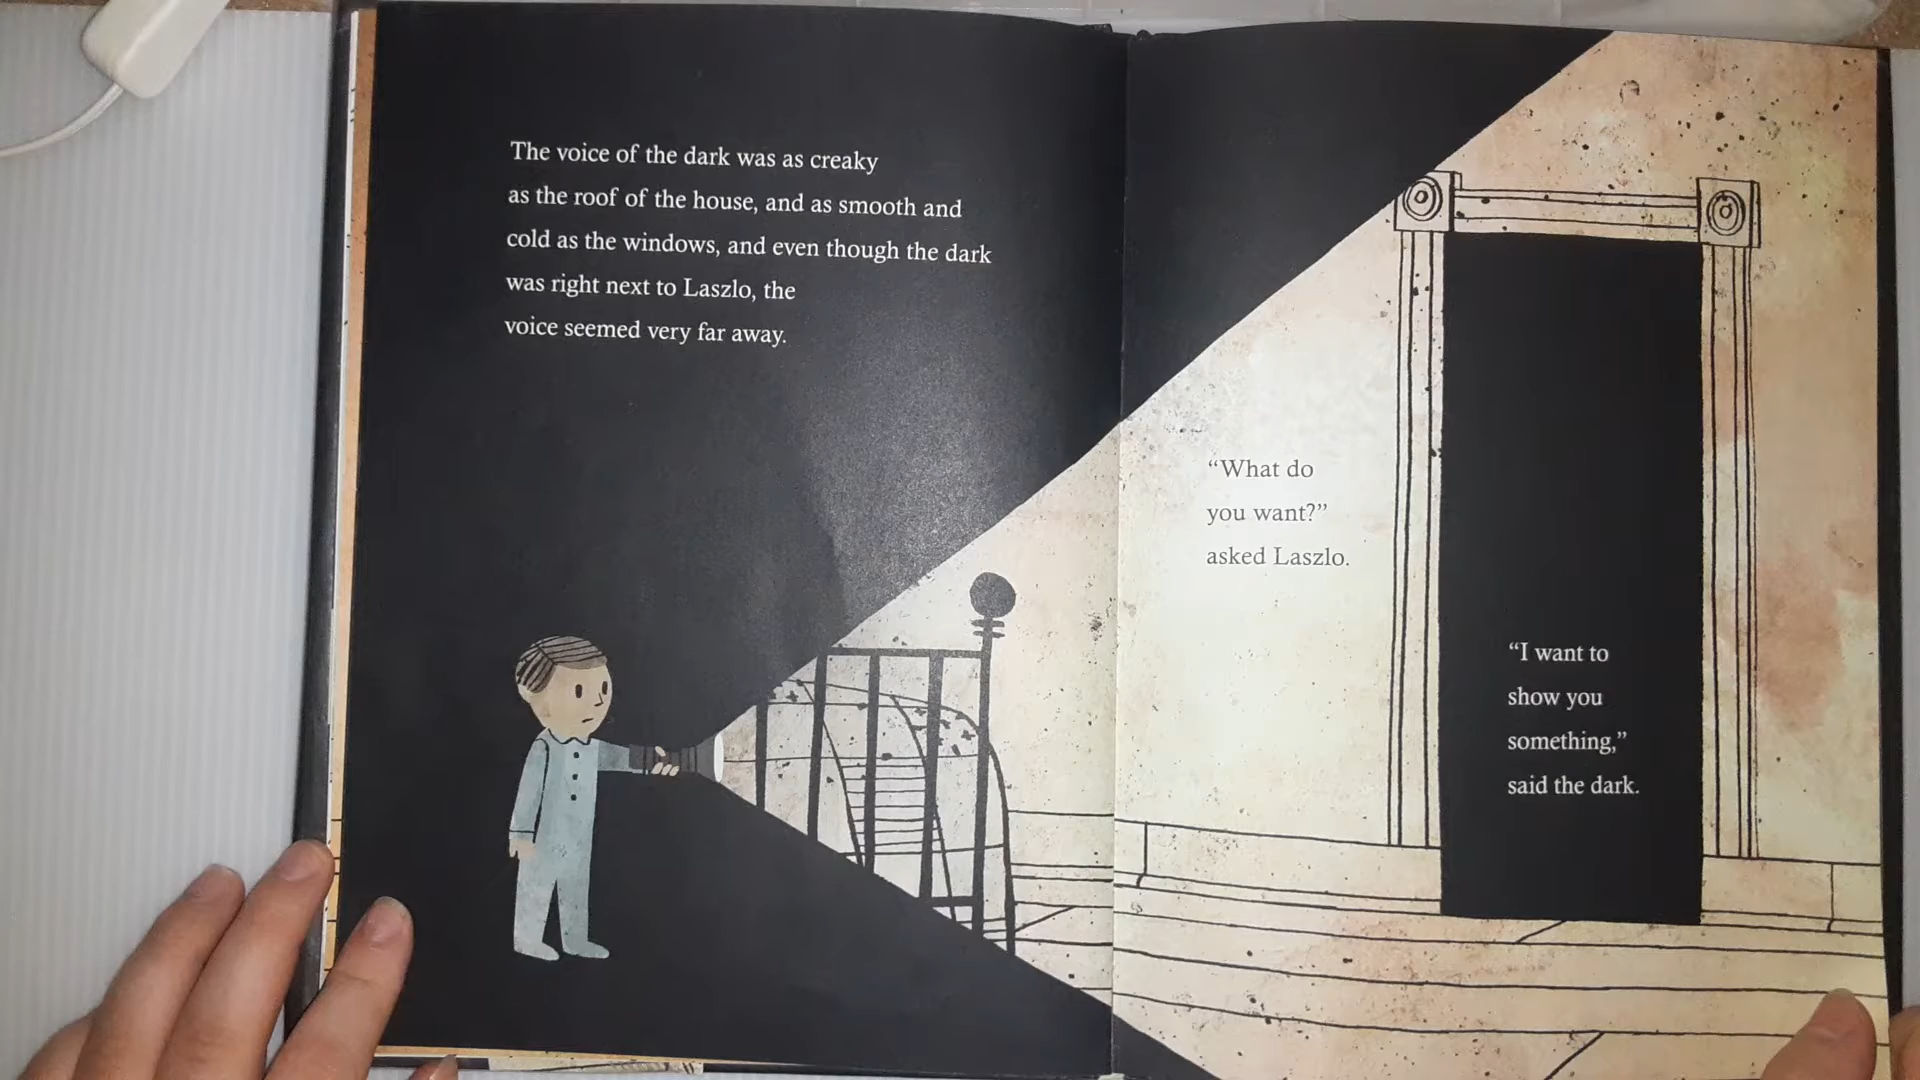 The voice of the dark was as creaky
as the roof of the house, and as smooth and
cold as the windows, and even though the dark
was right next to Laszlo, the
voice seemed very far away.
“What do
you want?”
asked Laszlo.
“I want to
show you
something,”
said the dark.